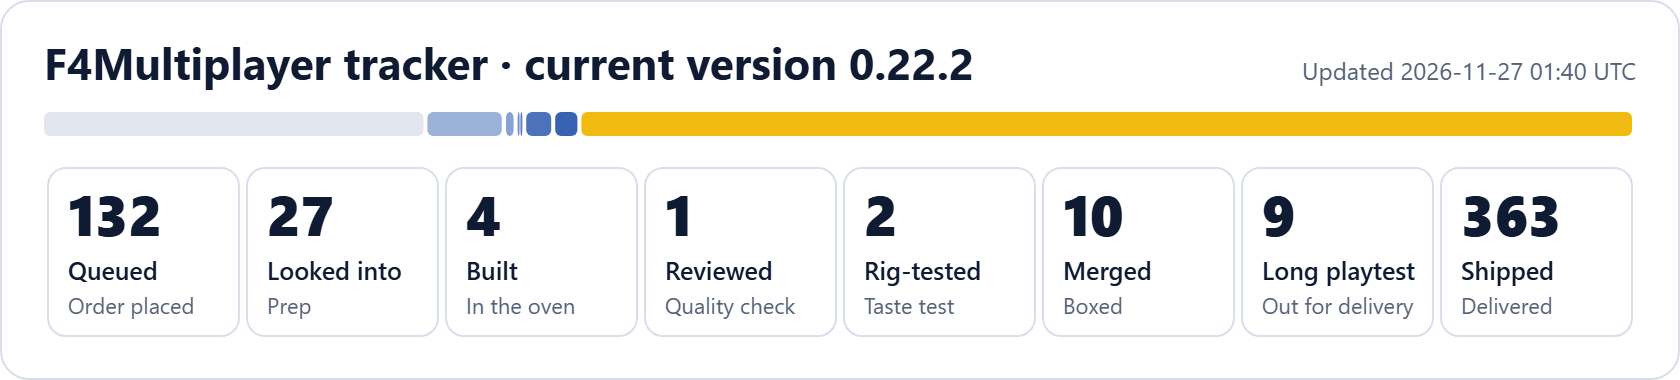 F4Multiplayer tracker · current version 0.22.2
Updated 2026-11-27 01:40 UTC
132
Queued
Order placed
27
Looked into
Prep
4
Built
In the oven
1
Reviewed
Quality check
2
Rig-tested
Taste test
10
Merged
Boxed
9
Long playtest
Out for delivery
363
Shipped
Delivered